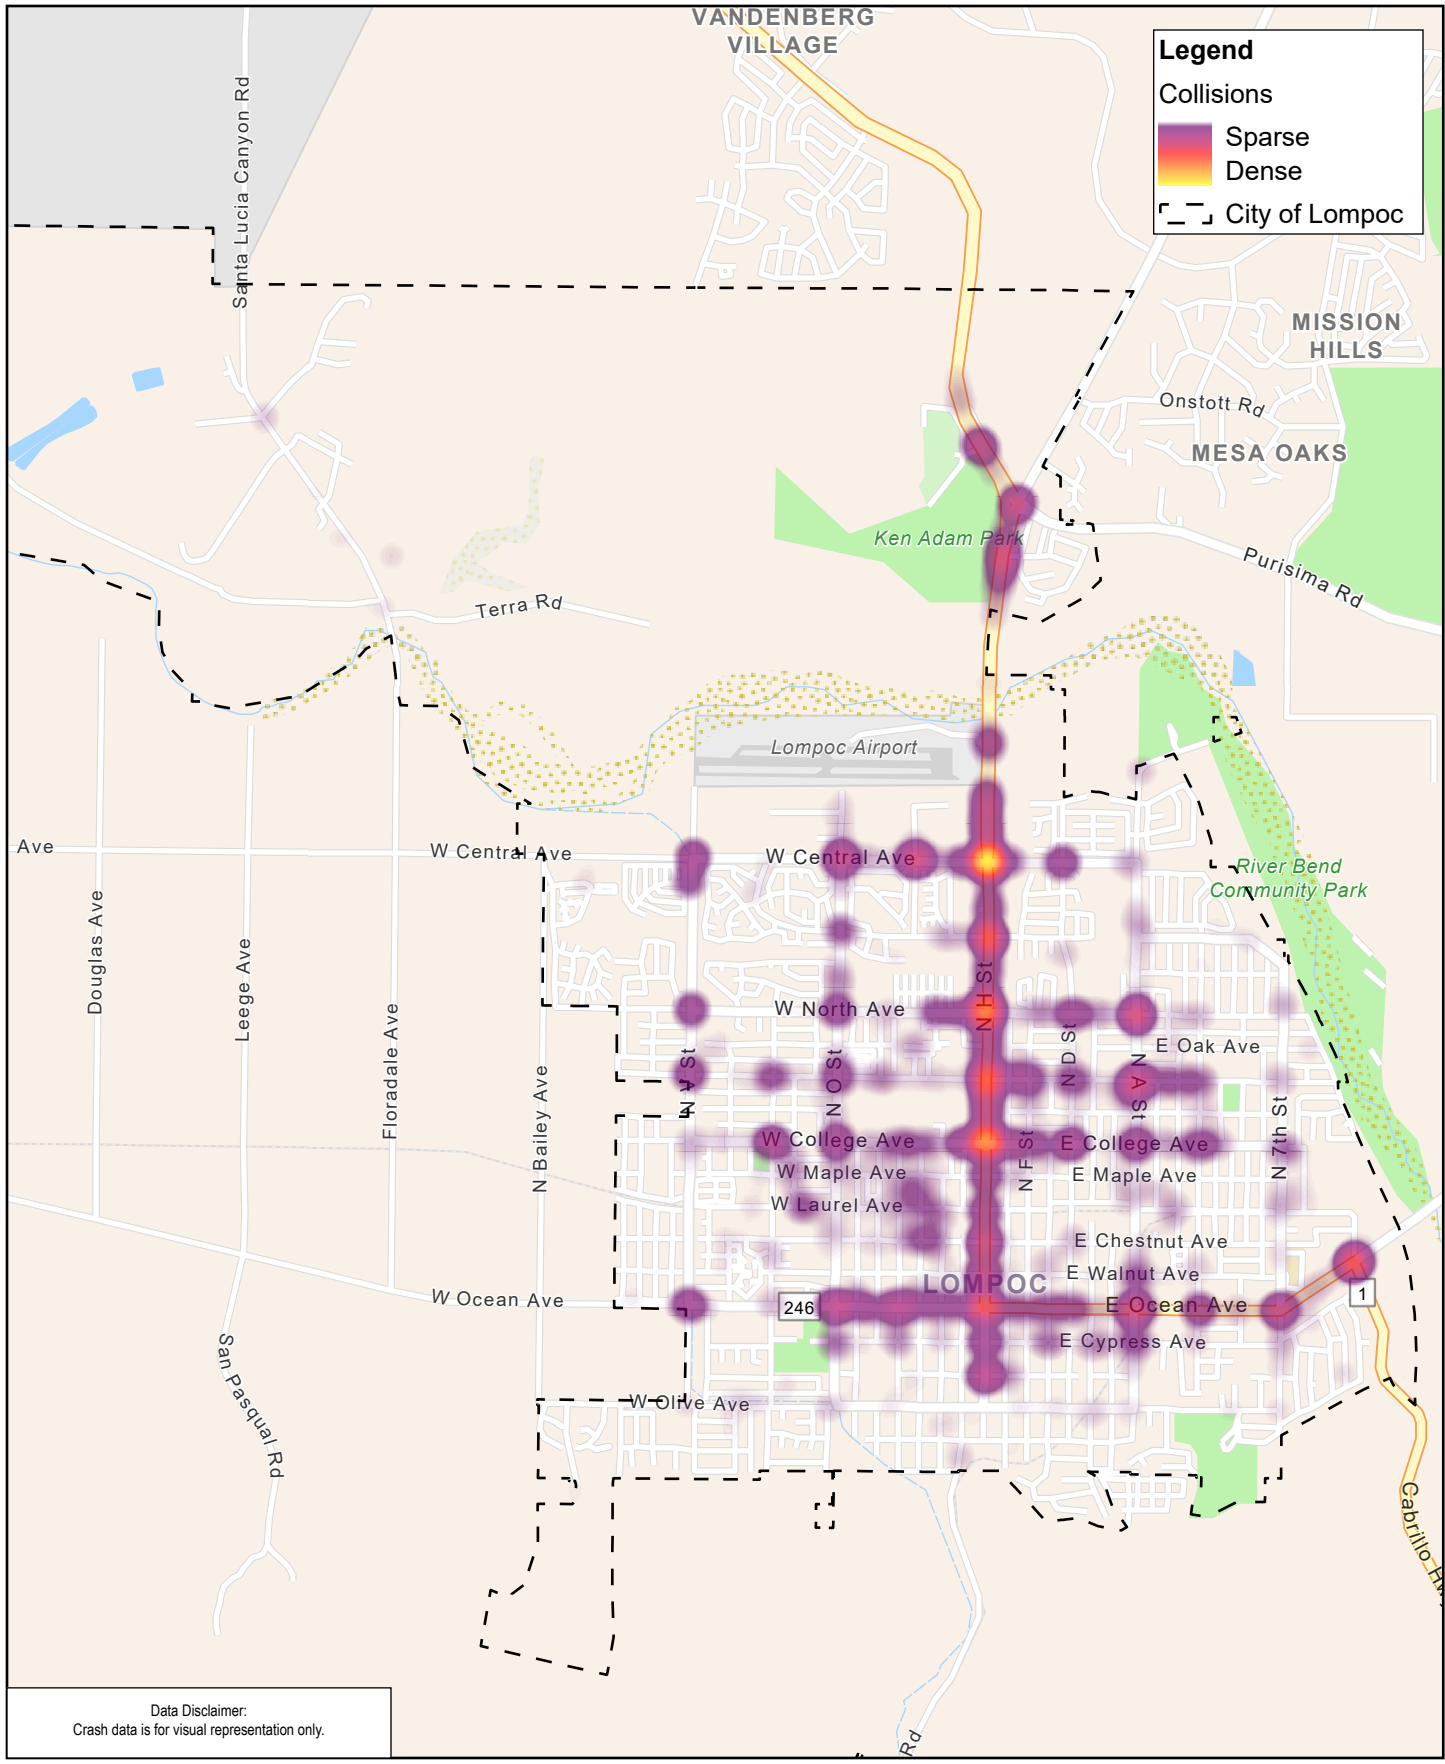 VANDENBERG
VILLAGE
Legend
Collisions
Sparse
Dense
City of Lompoc
Santa Lucia Canyon Rd
MISSION
HILLS
Onstott Rd
MESA OAKS
Ken Adam Park
Purisima Rd
Terra Rd
Lompoc Airport
Ave
W Central Ave
W Central Ave
River Bend
Community Park
Douglas Ave
Leege Ave
Floradale Ave
N Bailey Ave
N H St
W North Ave
E Oak Ave
N V St
N O St
N D St
N A St
N 7th St
N F St
W College Ave
E College Ave
W Maple Ave
E Maple Ave
W Laurel Ave
E Chestnut Ave
E Walnut Ave
LOMPOC
1
W Ocean Ave
246
E Ocean Ave
E Cypress Ave
San Pasqual Rd
W Olive Ave
Cabrillo Hwy
Rd
Data Disclaimer:
Crash data is for visual representation only.